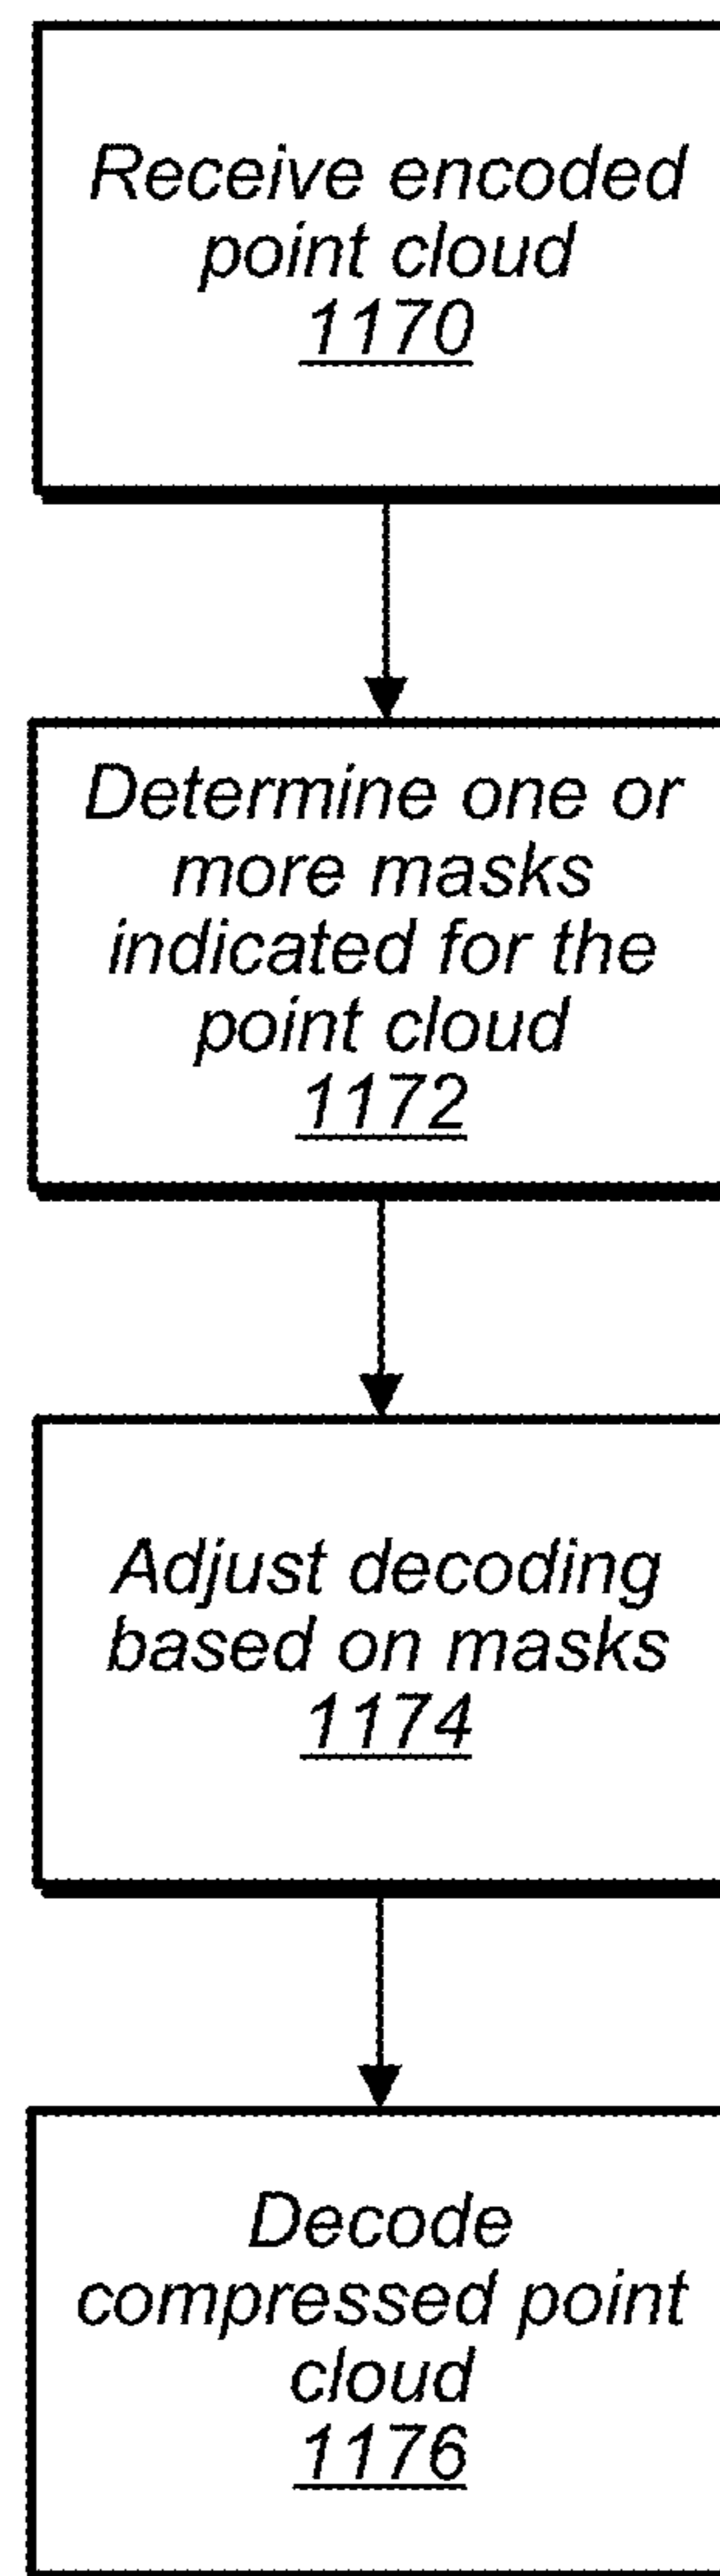 Receive encoded
point cloud
1170
Determine one or
more masks
indicated for the
point cloud
1172
Adjust decoding
based on masks
1174
Decode
compressed point
cloud
1176